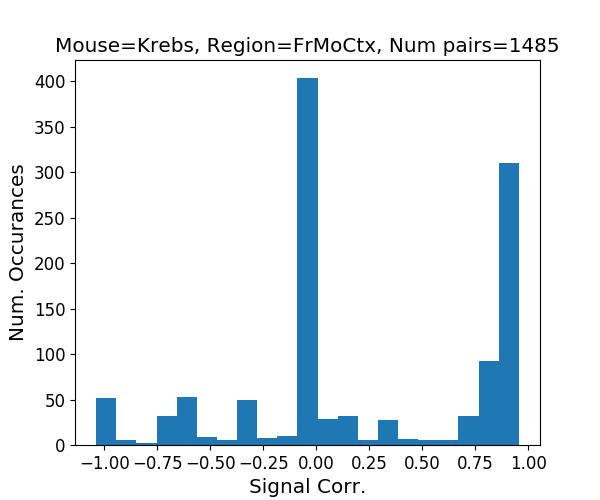 Mouse=Krebs, Region=FrMoCtx, Num pairs=1485
400
350
300
250
200
150
100
50
0
Num. Occurances
−1.00 −0.75 −0.50 −0.25 0.00 0.25 0.50 0.75 1.00
Signal Corr.